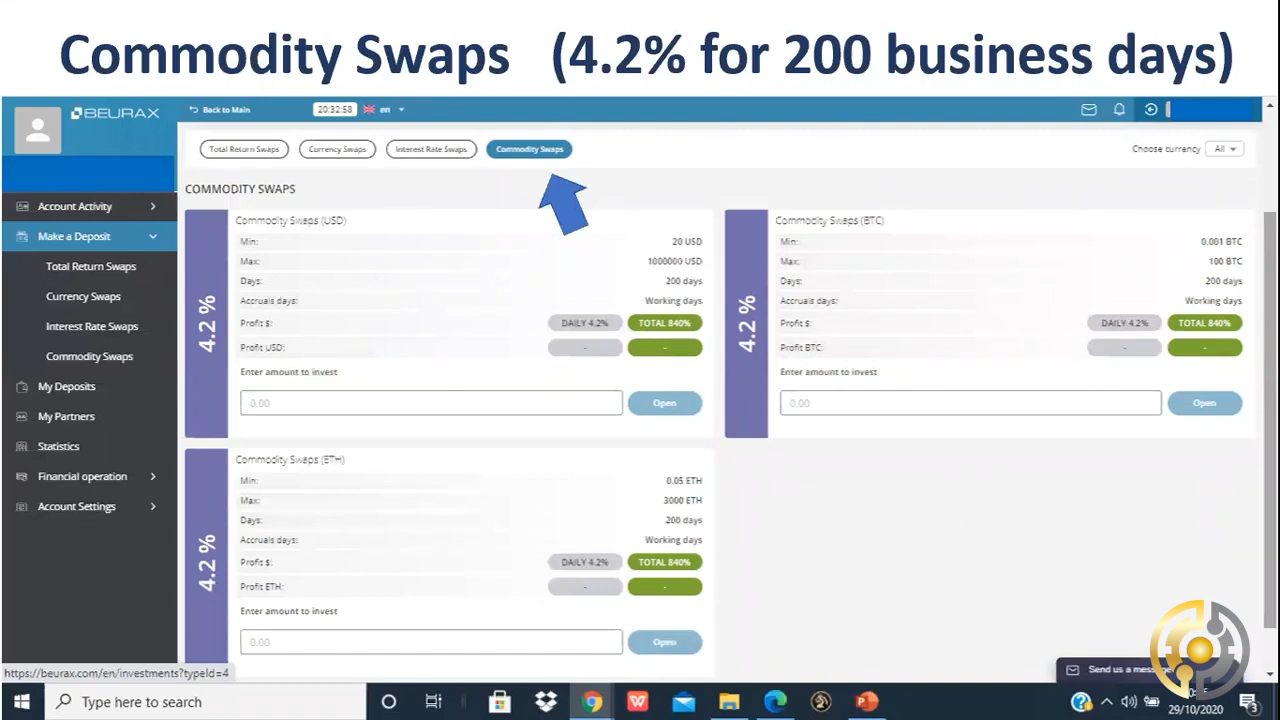 Commodity Swaps (4.2% for 200 business days)
BEURAX
Back to Main 20:32:58 en
Total Return Swaps Currency Swaps Interest Rate Swaps Commodity Swaps Choose currency All
COMMODITY SWAPS
Account Activity
Make a Deposit
Total Return Swaps
Currency Swaps
Interest Rate Swaps
Commodity Swaps
My Deposits
My Partners
Statistics
Financial operation
Account Settings
4.2 %
Commodity Swaps (USD)
Min: 20 USD
Max: 1000000 USD
Days: 200 days
Accruals days: Working days
Profit $: DAILY 4.2% TOTAL 840%
Profit USD: - -
Enter amount to invest
0.00 Open
4.2 %
Commodity Swaps (BTC)
Min: 0.001 BTC
Max: 100 BTC
Days: 200 days
Accruals days: Working days
Profit $: DAILY 4.2% TOTAL 840%
Profit BTC: - -
Enter amount to invest
0.00 Open
4.2 %
Commodity Swaps (ETH)
Min: 0.05 ETH
Max: 3000 ETH
Days: 200 days
Accruals days: Working days
Profit $: DAILY 4.2% TOTAL 840%
Profit ETH: - -
Enter amount to invest
0.00 Open
https://beurax.com/en/investments?typeId=4
Send us a message
Type here to search
29/10/2020
3